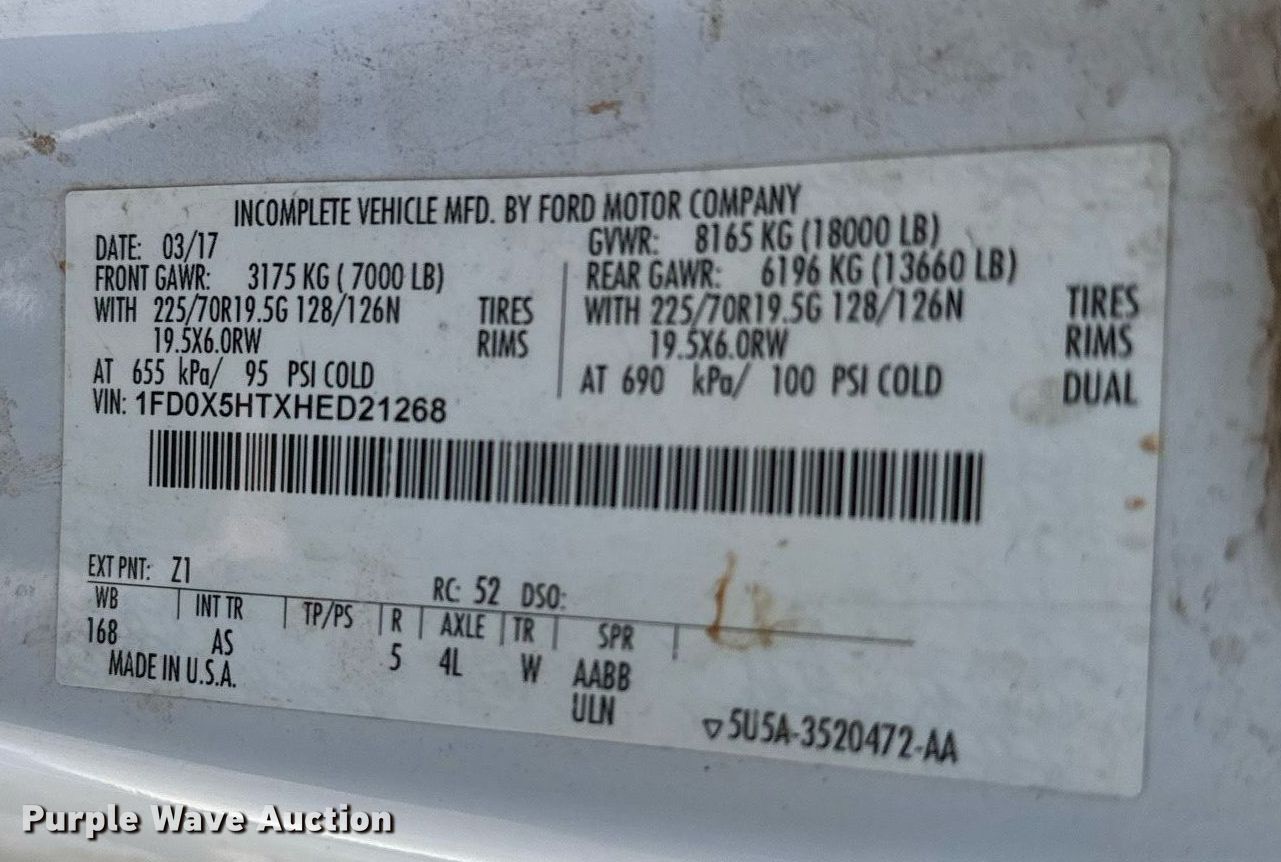 INCOMPLETE VEHICLE MFD. BY FORD MOTOR COMPANY
DATE: 03/17 GVWR: 8165 KG (18000 LB)
FRONT GAWR: 3175 KG ( 7000 LB) REAR GAWR: 6196 KG (13660 LB)
WITH 225/70R19.5G 128/126N TIRES WITH 225/70R19.5G 128/126N TIRES
19.5X6.0RW RIMS 19.5X6.0RW RIMS
AT 655 kPa/ 95 PSI COLD AT 690 kPa/ 100 PSI COLD DUAL
VIN: 1FD0X5HTXHED21268
EXT PNT: Z1 RC: 52 DSO:
WB INT TR TP/PS R AXLE TR SPR
168 AS 5 4L W AABB
MADE IN U.S.A. ULN
▽5U5A-3520472-AA
Purple Wave Auction